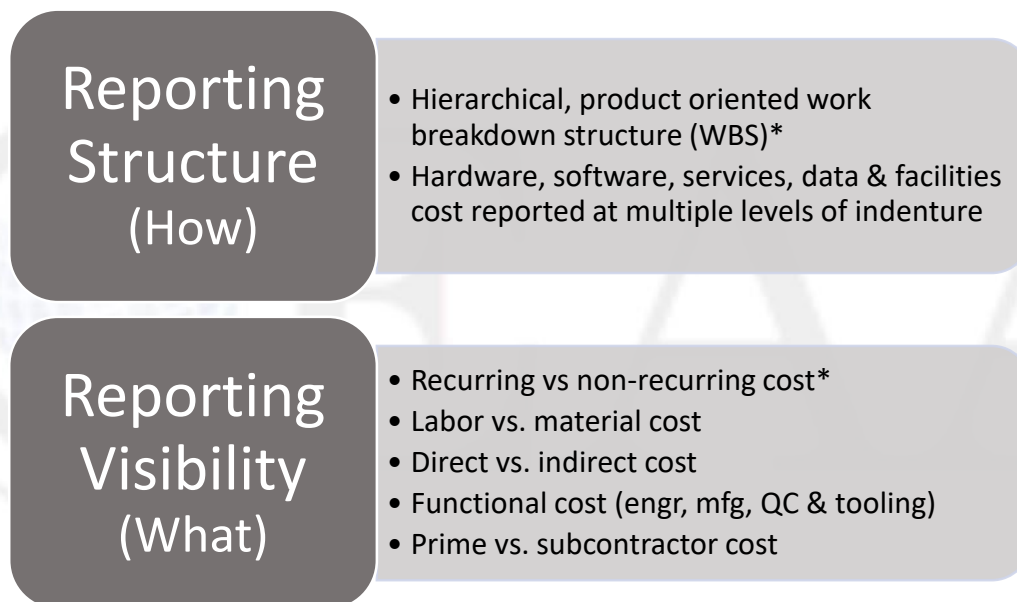 Reporting
Structure
(How)
• Hierarchical, product oriented work
breakdown structure (WBS)*
• Hardware, software, services, data & facilities
cost reported at multiple levels of indenture
Reporting
Visibility
(What)
• Recurring vs non-recurring cost*
• Labor vs. material cost
• Direct vs. indirect cost
• Functional cost (engr, mfg, QC & tooling)
• Prime vs. subcontractor cost